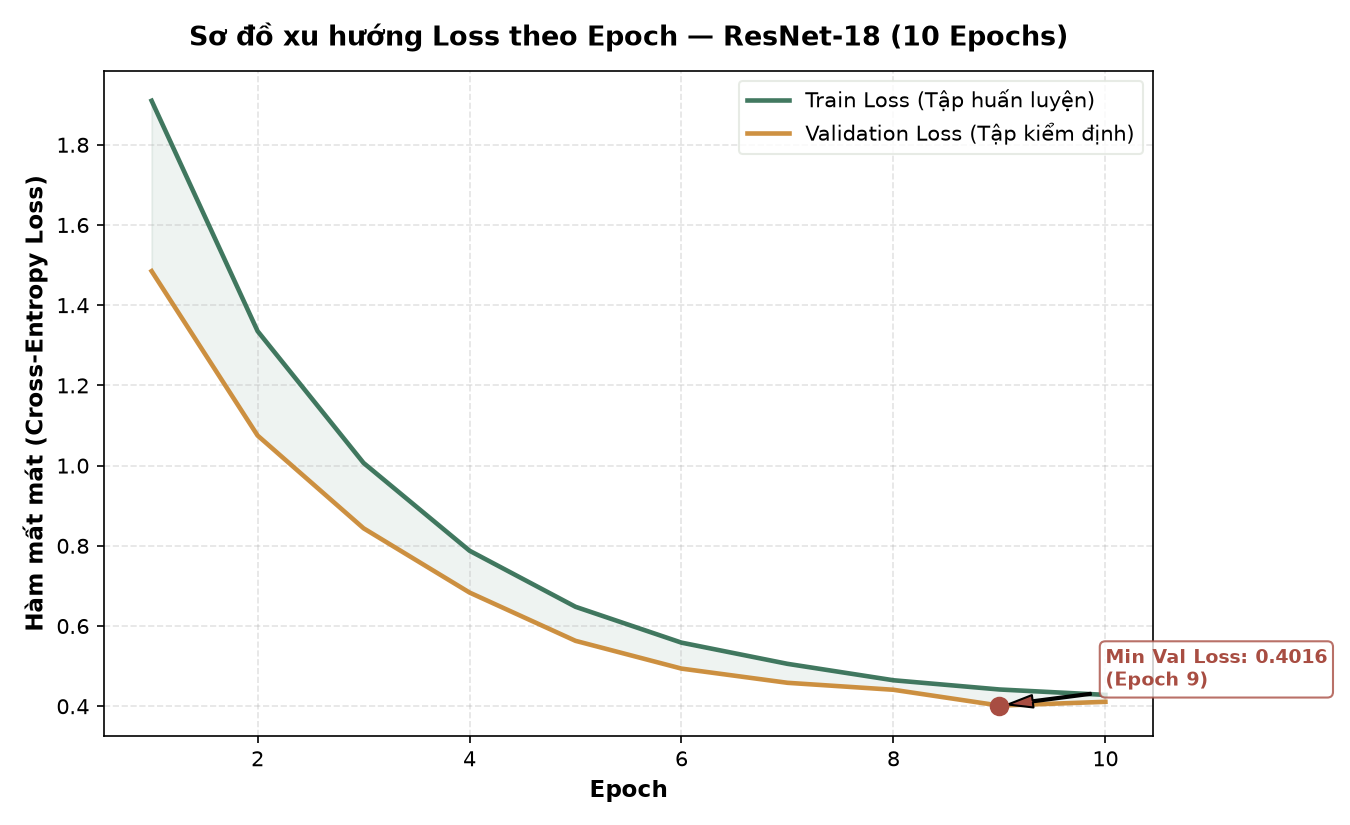 Sơ đồ xu hướng Loss theo Epoch — ResNet-18 (10 Epochs)
Train Loss (Tập huấn luyện)
Validation Loss (Tập kiểm định)
Hàm mất mát (Cross-Entropy Loss)
1.8
1.6
1.4
1.2
1.0
0.8
0.6
0.4
Min Val Loss: 0.4016
(Epoch 9)
2
4
6
8
10
Epoch